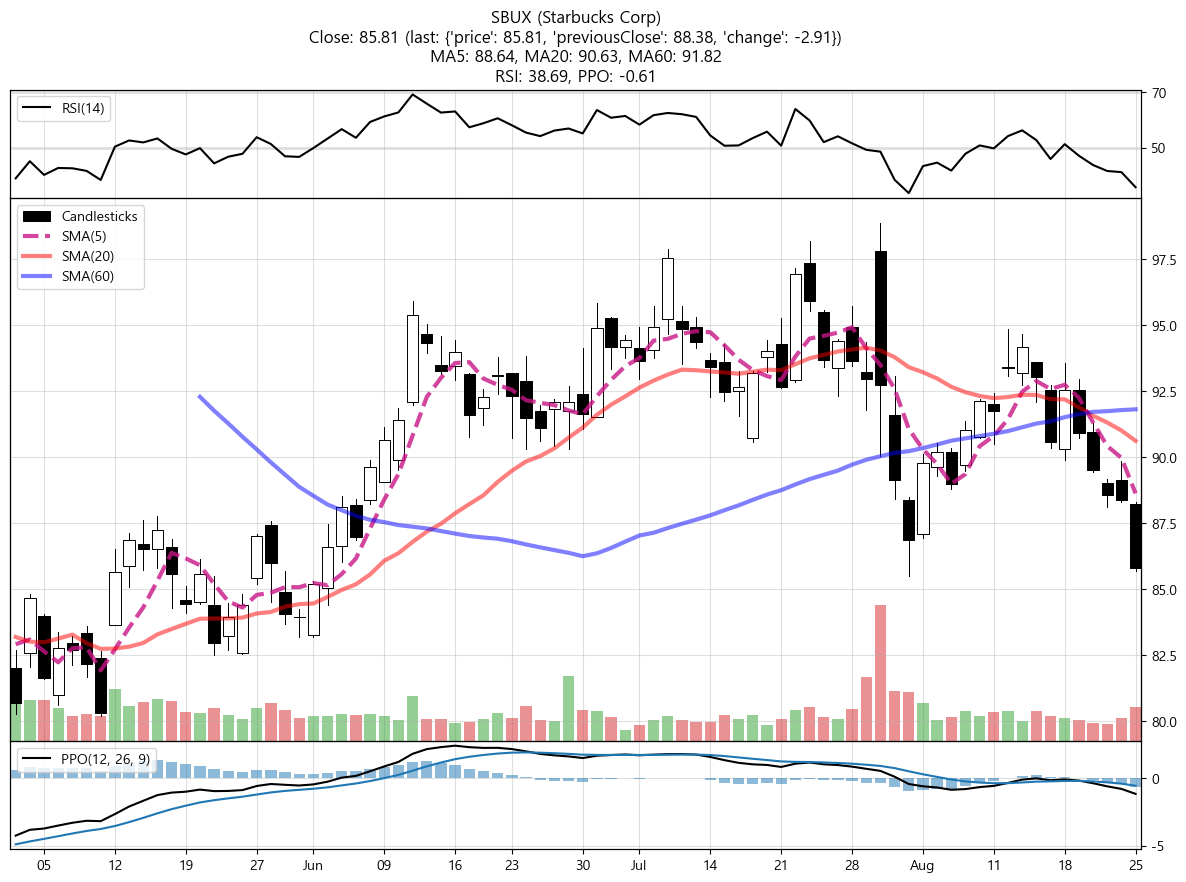 SBUX (Starbucks Corp)
Close: 85.81 (last: {'price': 85.81, 'previousClose': 88.38, 'change': -2.91})
MA5: 88.64, MA20: 90.63, MA60: 91.82
RSI: 38.69, PPO: -0.61
RSI(14)
70
50
Candlesticks
SMA(5)
SMA(20)
SMA(60)
97.5
95.0
92.5
90.0
87.5
85.0
82.5
80.0
PPO(12, 26, 9)
0
-5
05 12 19 27 Jun 09 16 23 30 Jul 14 21 28 Aug 11 18 25